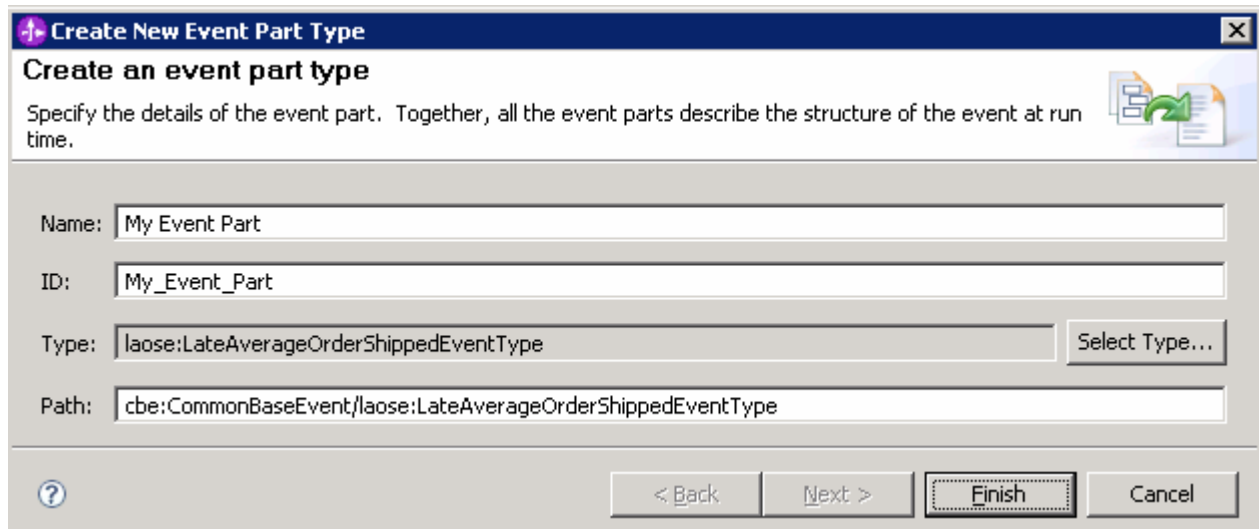 Create New Event Part Type
Create an event part type
Specify the details of the event part. Together, all the event parts describe the structure of the event at run
time.
Name: My Event Part
ID: My_Event_Part
Type: laose:LateAverageOrderShippedEventType Select Type...
Path: cbe:CommonBaseEvent/laose:LateAverageOrderShippedEventType
? < Back Next > Finish Cancel